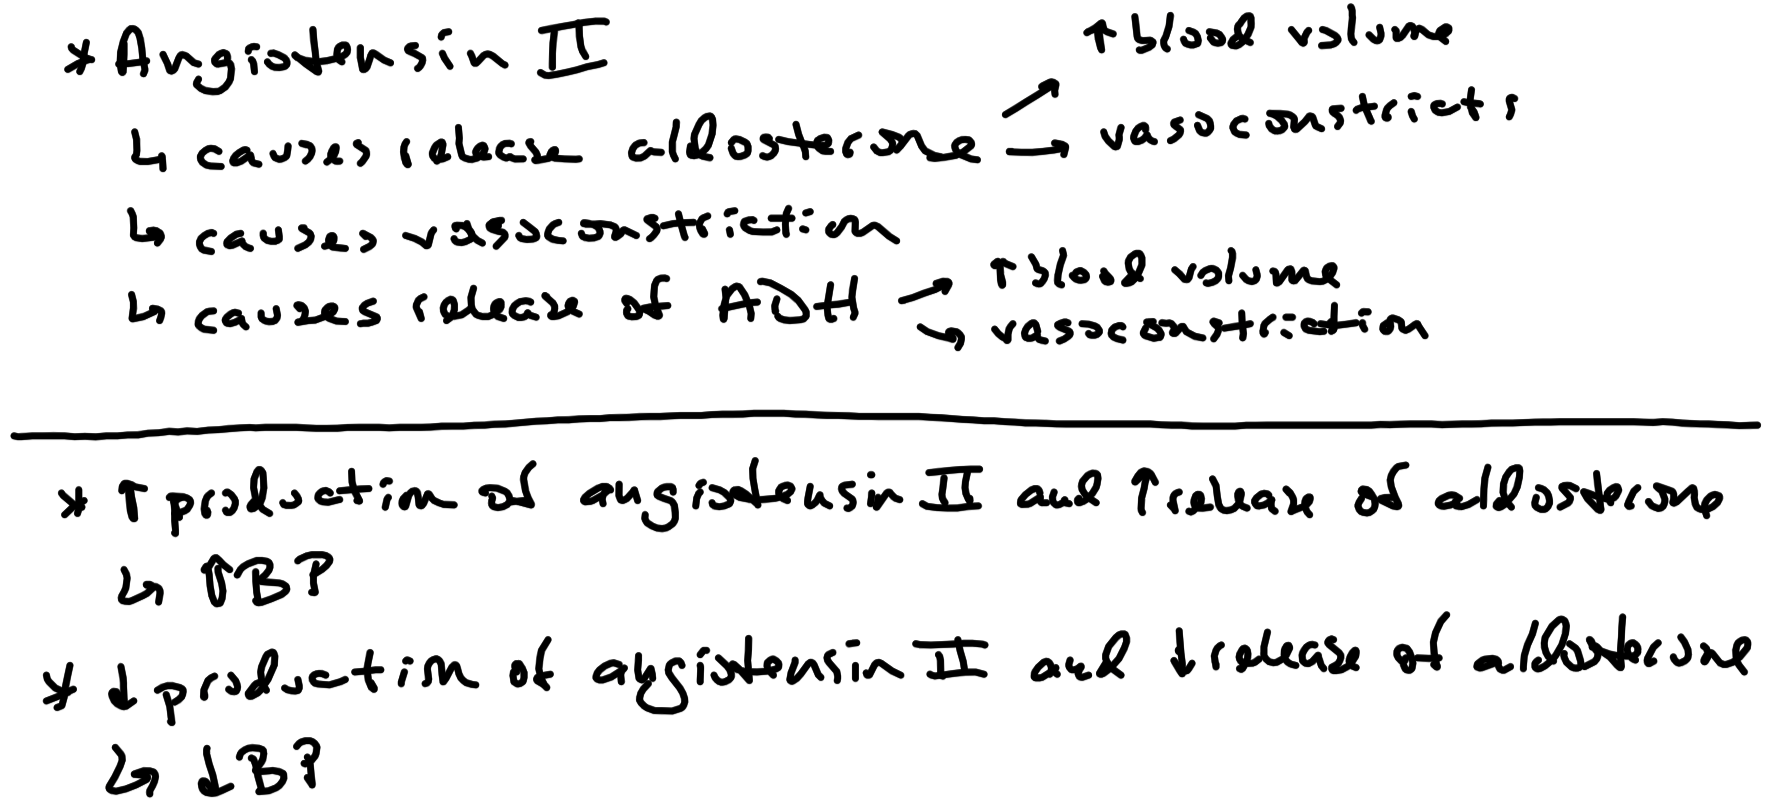 * Angiotensin II
↳ causes release aldosterone → ↑ blood volume
→ vasoconstricts
↳ causes vasoconstriction
↳ causes release of ADH → ↑ blood volume
→ vasoconstriction
* ↑ production of angiotensin II and ↑ release of aldosterone
↳ ↑ BP
* ↓ production of angiotensin II and ↓ release of aldosterone
↳ ↓ BP